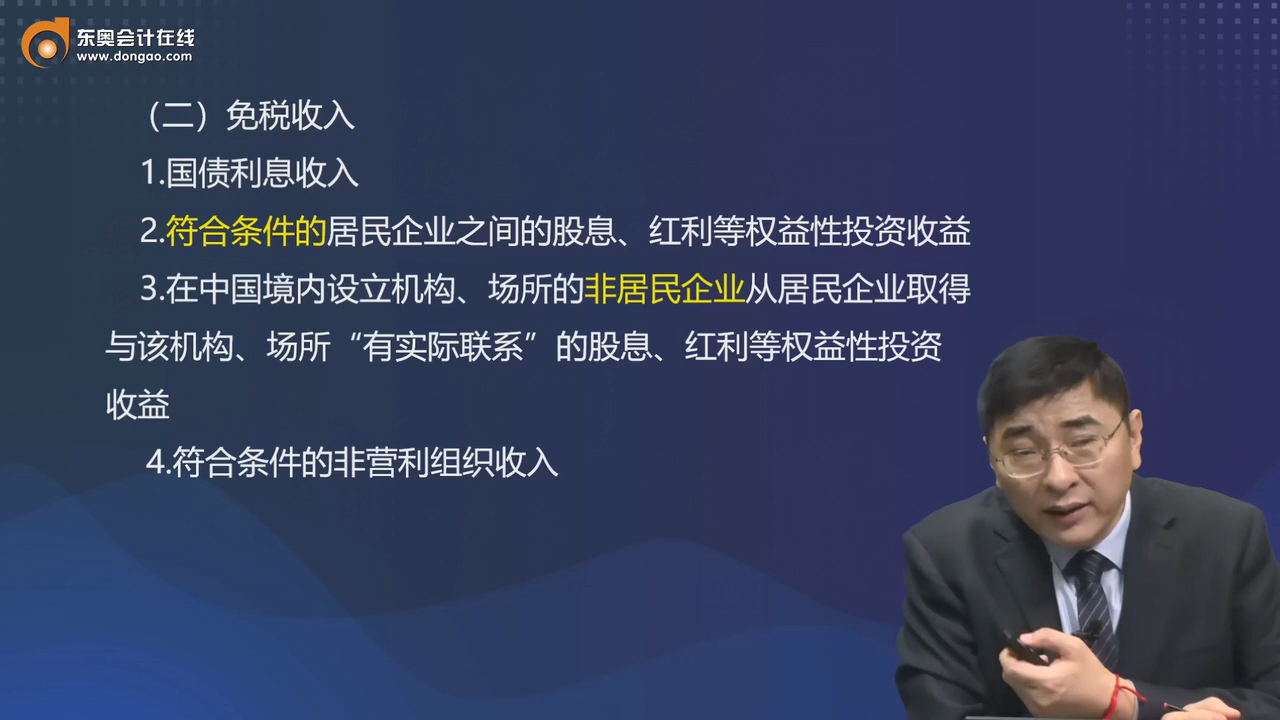 东奥会计在线
www.dongao.com
（二）免税收入
1.国债利息收入
2.符合条件的居民企业之间的股息、红利等权益性投资收益
3.在中国境内设立机构、场所的非居民企业从居民企业取得
与该机构、场所“有实际联系”的股息、红利等权益性投资
收益
4.符合条件的非营利组织收入